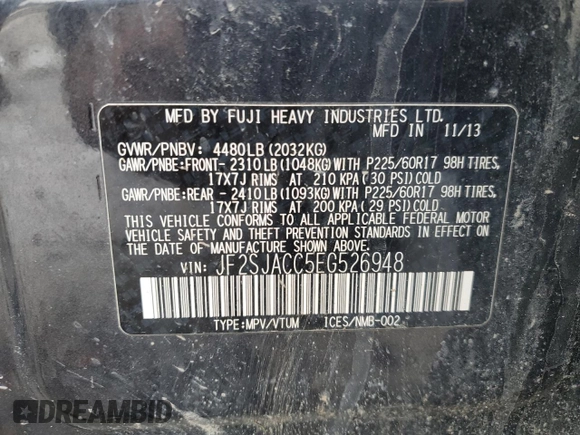 MFD BY FUJI HEAVY INDUSTRIES LTD.
MFD IN 11/13
GVWR/PNBV: 4480LB (2032KG)
GAWR/PNBE:FRONT- 2310LB (1048KG) WITH P225/60R17 98H TIRES,
17X7J RIMS AT 210 KPA (30 PSI) COLD
GAWR/PNBE:REAR - 2410LB (1093KG) WITH P225/60R17 98H TIRES,
17X7J RIMS AT 200 KPA (29 PSI) COLD
THIS VEHICLE CONFORMS TO ALL APPLICABLE FEDERAL MOTOR
VEHICLE SAFETY AND THEFT PREVENTION STANDARDS IN EFFECT
ON THE DATE OF MANUFACTURE SHOWN ABOVE.
VIN: JF2SJACC5EG526948
TYPE:MPV/VTUM ICES/NMB-002
DREAMBID